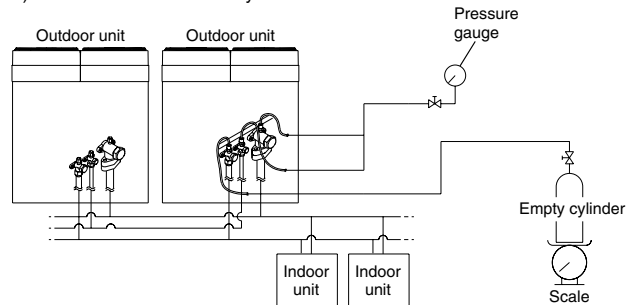 Pressure
gauge
Outdoor unit
Outdoor unit
Empty cylinder
Indoor
unit
Indoor
unit
Scale